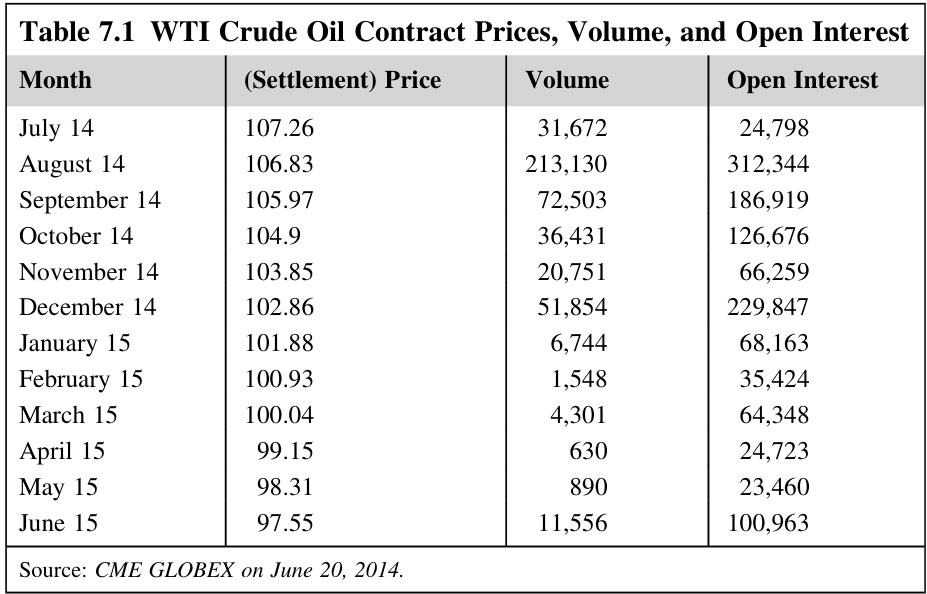 Table 7.1 WTI Crude Oil Contract Prices, Volume, and Open Interest
Month (Settlement) Price Volume Open Interest
July 14 107.26 31,672 24,798
August 14 106.83 213,130 312,344
September 14 105.97 72,503 186,919
October 14 104.9 36,431 126,676
November 14 103.85 20,751 66,259
December 14 102.86 51,854 229,847
January 15 101.88 6,744 68,163
February 15 100.93 1,548 35,424
March 15 100.04 4,301 64,348
April 15 99.15 630 24,723
May 15 98.31 890 23,460
June 15 97.55 11,556 100,963
Source: CME GLOBEX on June 20, 2014.